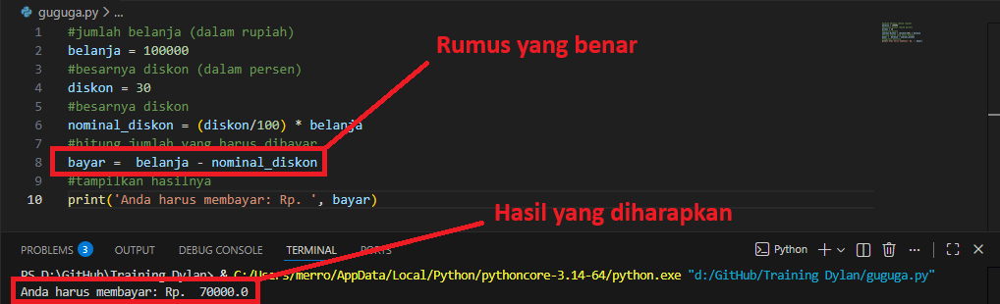 guguga.py > ...
1 #jumlah belanja (dalam rupiah)
2 belanja = 100000
3 #besarnya diskon (dalam persen)
4 diskon = 30
5 #besarnya diskon
6 nominal_diskon = (diskon/100) * belanja
7 #hitung jumlah yang harus dibayar
8 bayar =  belanja - nominal_diskon
9 #tampilkan hasilnya
10 print('Anda harus membayar: Rp. ', bayar)
Rumus yang benar
Hasil yang diharapkan
PROBLEMS 3 OUTPUT DEBUG CONSOLE TERMINAL PORTS Python
PS D:\GitHub\Training Dylan> & C:/Users/merro/AppData/Local/Python/pythoncore-3.14-64/python.exe "d:/GitHub/Training Dylan/guguga.py"
Anda harus membayar: Rp.  70000.0